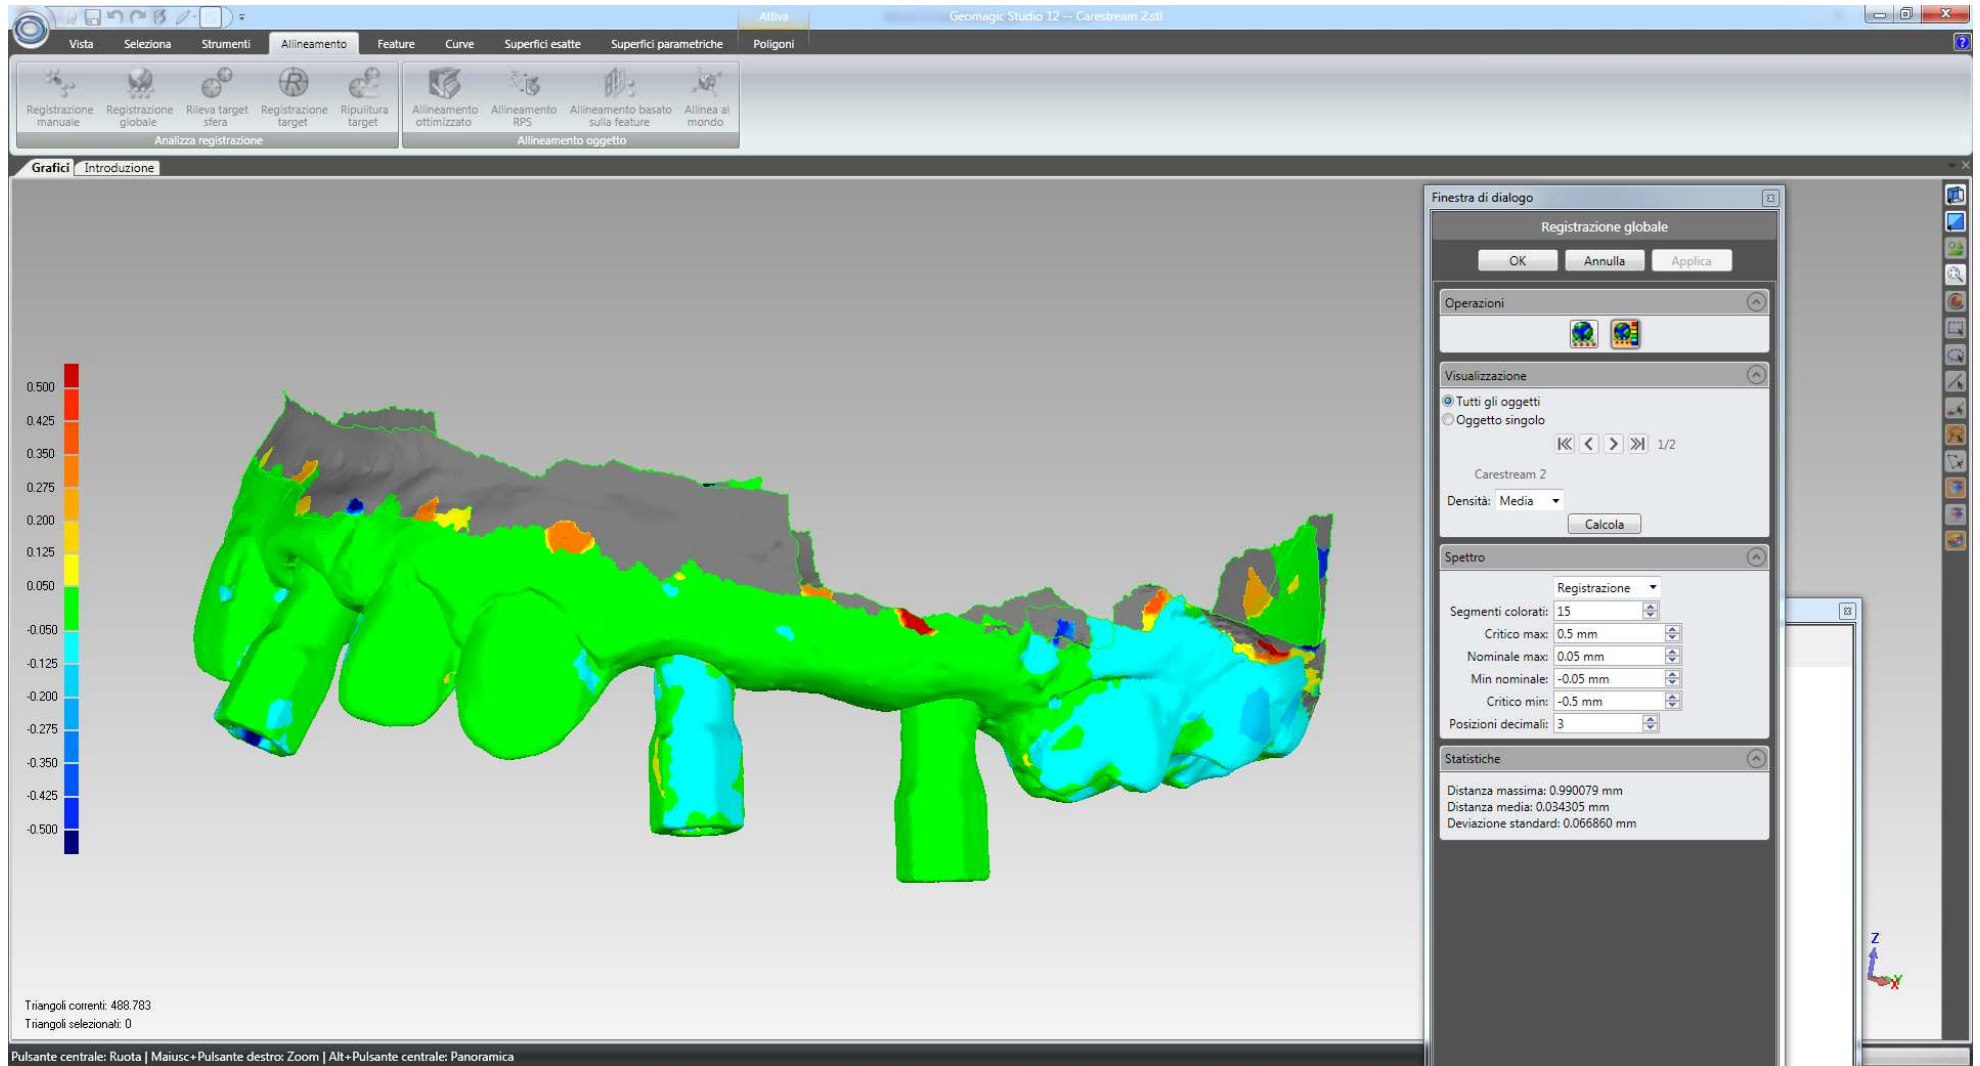 Attiva
Geomagic Studio 12 -- Carestream 2.stl
Vista Seleziona Strumenti Allineamento Feature Curve Superfici esatte Superfici parametriche Poligoni
Registrazione manuale
Registrazione globale
Rileva target sfera
Registrazione target
Ripulitura target
Allineamento ottimizzato
Allineamento RPS
Allineamento basato sulla feature
Allinea al mondo
Analizza registrazione
Allineamento oggetto
Grafici Introduzione
0.500
0.425
0.350
0.275
0.200
0.125
0.050
-0.050
-0.125
-0.200
-0.275
-0.350
-0.425
-0.500
Finestra di dialogo
Registrazione globale
OK Annulla Applica
Operazioni
Visualizzazione
Tutti gli oggetti
Oggetto singolo
1/2
Carestream 2
Densità: Media
Calcola
Spettro
Registrazione
Segmenti colorati: 15
Critico max: 0.5 mm
Nominale max: 0.05 mm
Min nominale: -0.05 mm
Critico min: -0.5 mm
Posizioni decimali: 3
Statistiche
Distanza massima: 0.990079 mm
Distanza media: 0.034305 mm
Deviazione standard: 0.066860 mm
Z
Y
X
Triangoli correnti: 488.783
Triangoli selezionati: 0
Pulsante centrale: Ruota | Maiusc+Pulsante destro: Zoom | Alt+Pulsante centrale: Panoramica